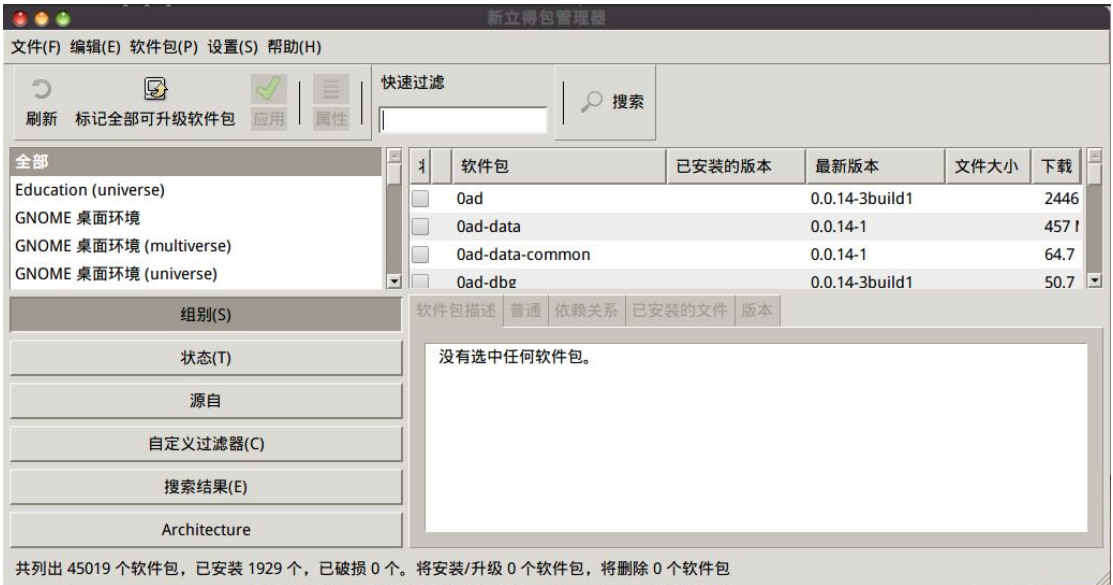 新立得包管理器
文件(F) 编辑(E) 软件包(P) 设置(S) 帮助(H)
快速过滤
刷新 标记全部可升级软件包 应用 属性 搜索
全部
Education (universe)
GNOME 桌面环境
GNOME 桌面环境 (multiverse)
GNOME 桌面环境 (universe)
软件包 已安装的版本 最新版本 文件大小 下载
0ad 0.0.14-3build1 2446
0ad-data 0.0.14-1 457
0ad-data-common 0.0.14-1 64.7
0ad-dbg 0.0.14-3build1 50.7
组别(S)
状态(T)
源自
自定义过滤器(C)
搜索结果(E)
Architecture
软件包描述 普通 依赖关系 已安装的文件 版本
没有选中任何软件包。
共列出 45019 个软件包，已安装 1929 个，已破损 0 个。将安装/升级 0 个软件包，将删除 0 个软件包